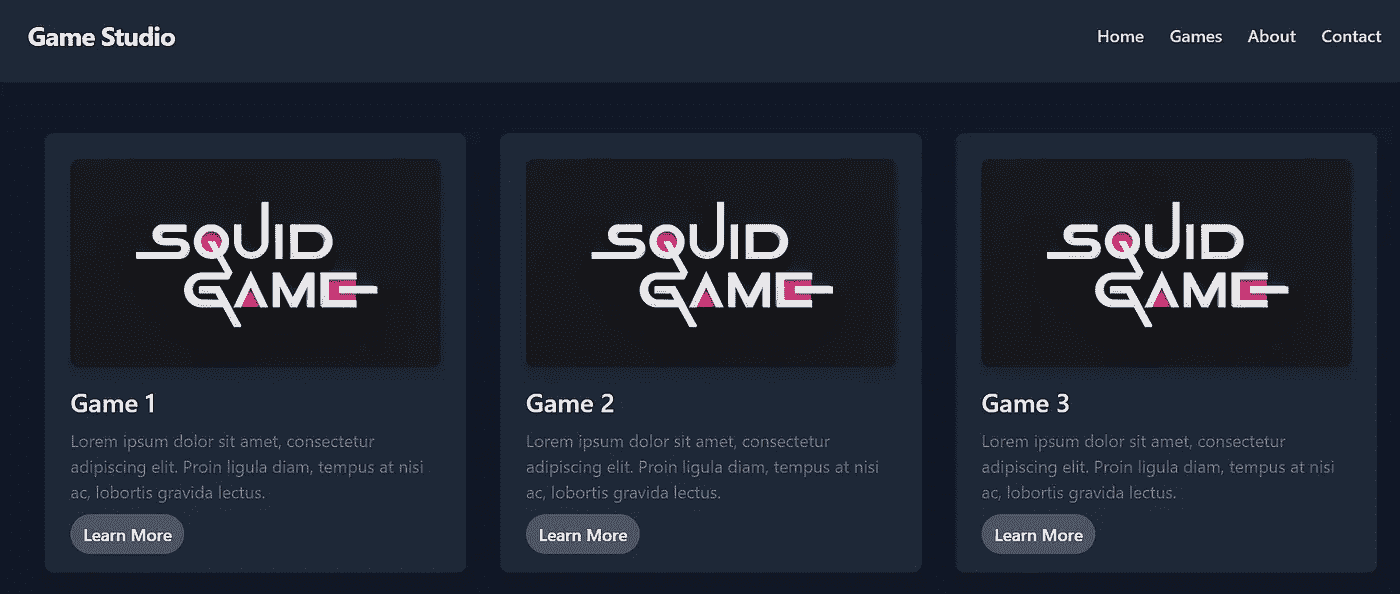 Game Studio
Home Games About Contact
SQUID
GAME
SQUID
GAME
SQUID
GAME
Game 1
Lorem ipsum dolor sit amet, consectetur
adipiscing elit. Proin ligula diam, tempus at nisi
ac, lobortis gravida lectus.
Learn More
Game 2
Lorem ipsum dolor sit amet, consectetur
adipiscing elit. Proin ligula diam, tempus at nisi
ac, lobortis gravida lectus.
Learn More
Game 3
Lorem ipsum dolor sit amet, consectetur
adipiscing elit. Proin ligula diam, tempus at nisi
ac, lobortis gravida lectus.
Learn More